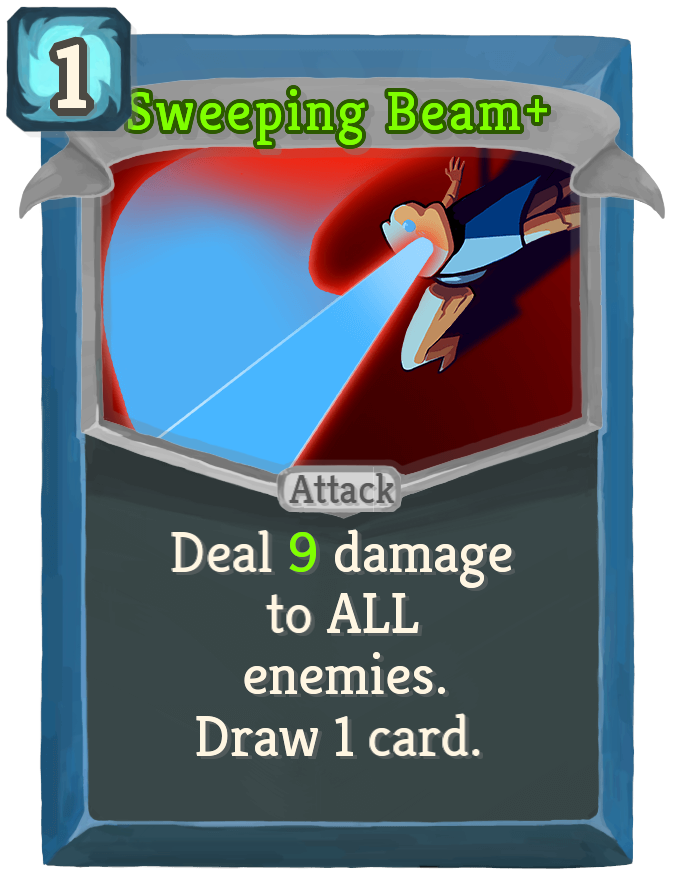 1
Sweeping Beam+
Attack
Deal 9 damage
to ALL
enemies.
Draw 1 card.